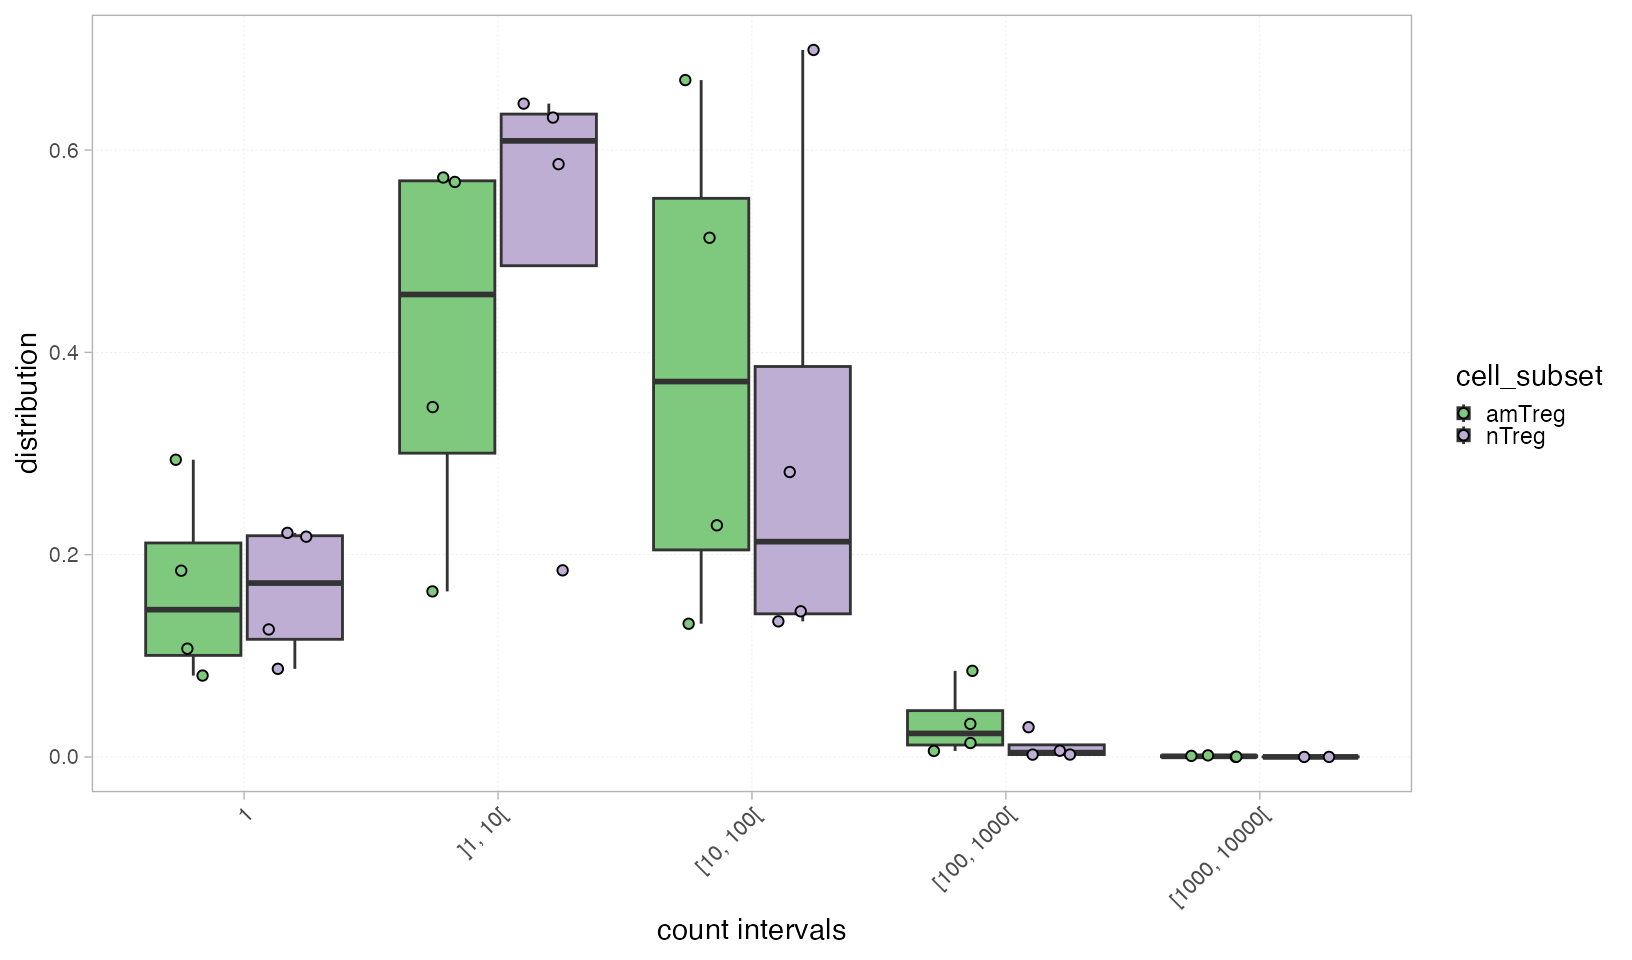 0.6
0.4
0.2
0.0
distribution
1
]1, 10[
[10, 100[
[100, 1000[
[1000, 10000[
count intervals
cell_subset
amTreg
nTreg